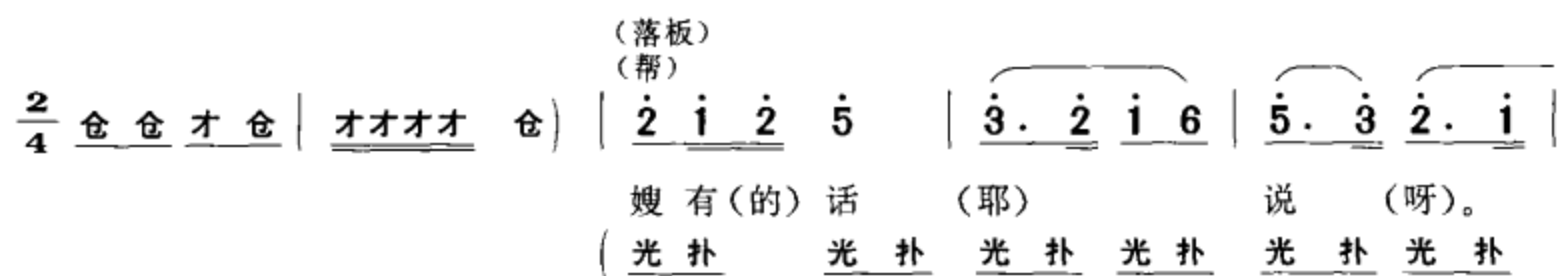 （落板）
（帮）
2/4 仓 仓 才 仓 | 才才才才 仓） | 2̇ 1̇ 2̇ 5̇ | 3̇ . 2̇ 1̇ 6 | 5̇ . 3̇ 2̇ . 1̇ |
嫂 有（的）话 （耶） 说 （呀）。
（ 光 扑 光 扑 光 扑 光 扑 光 扑 光 扑